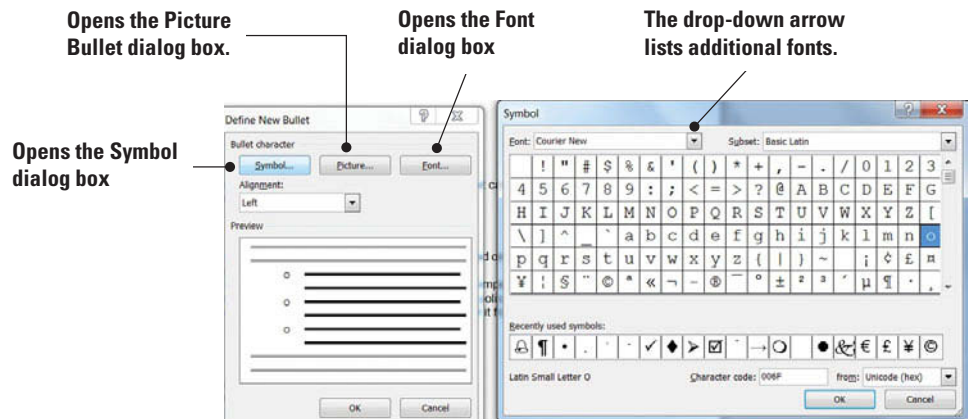 Opens the Picture
Bullet dialog box.
Opens the Font
dialog box
The drop-down arrow
lists additional fonts.
Opens the Symbol
dialog box
Define New Bullet
Bullet character
Symbol... Picture... Font...
Alignment:
Left
Preview
OK Cancel
Symbol
Font: Courier New Subset: Basic Latin
! " # $ % & ' ( ) * + , - . / 0 1 2 3
4 5 6 7 8 9 : ; < = > ? @ A B C D E F G
H I J K L M N O P Q R S T U V W X Y Z [
\ ] ^ _ ` a b c d e f g h i j k l m n o
p q r s t u v w x y z { | } ~ ¡ ¢ £ ¤
¥ ¦ § ¨ © ª « ¬ - ® ¯ ° ± ² ³ ´ µ ¶ · ¸
Recently used symbols:
¶ • . ✓ ♦ ➢ ☑ → ● & € £ ¥ ©
Latin Small Letter O Character code: 006F from: Unicode (hex)
OK Cancel